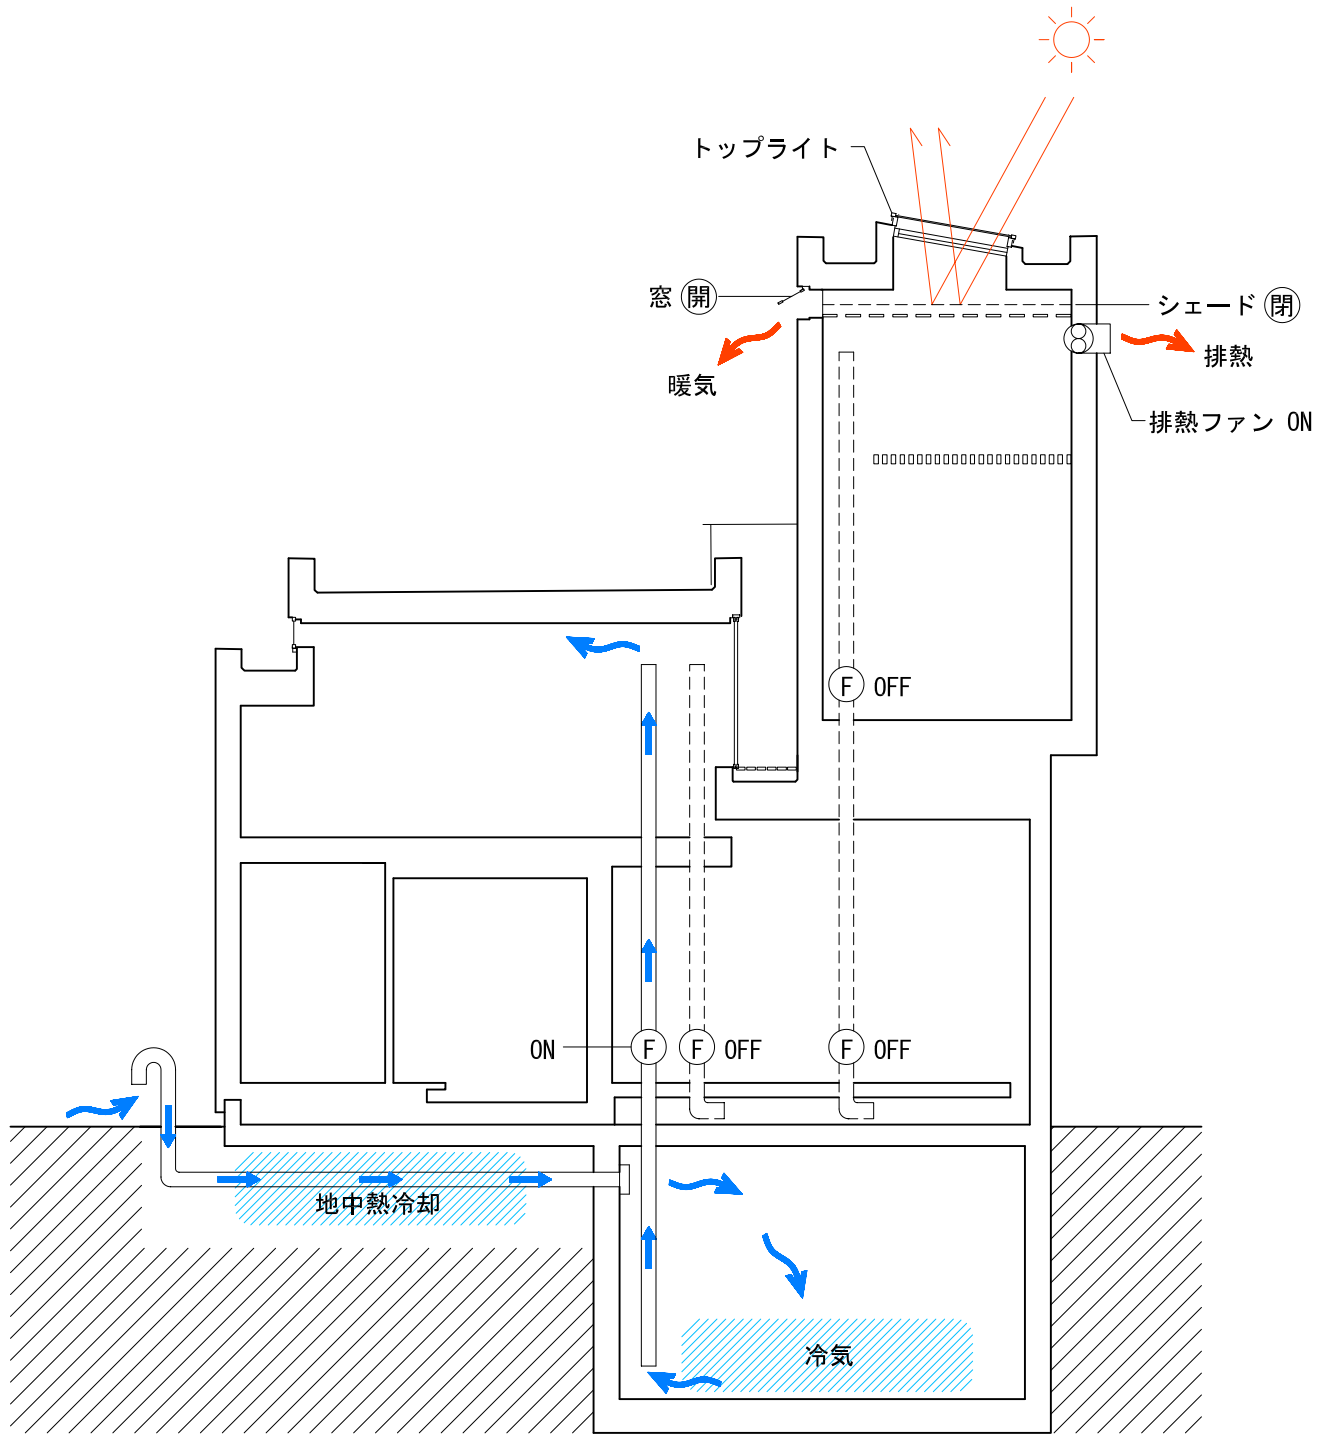 トップライト
窓 開
シェード 閉
暖気
排熱
排熱ファン ON
F OFF
ON F
F OFF
F OFF
地中熱冷却
冷気